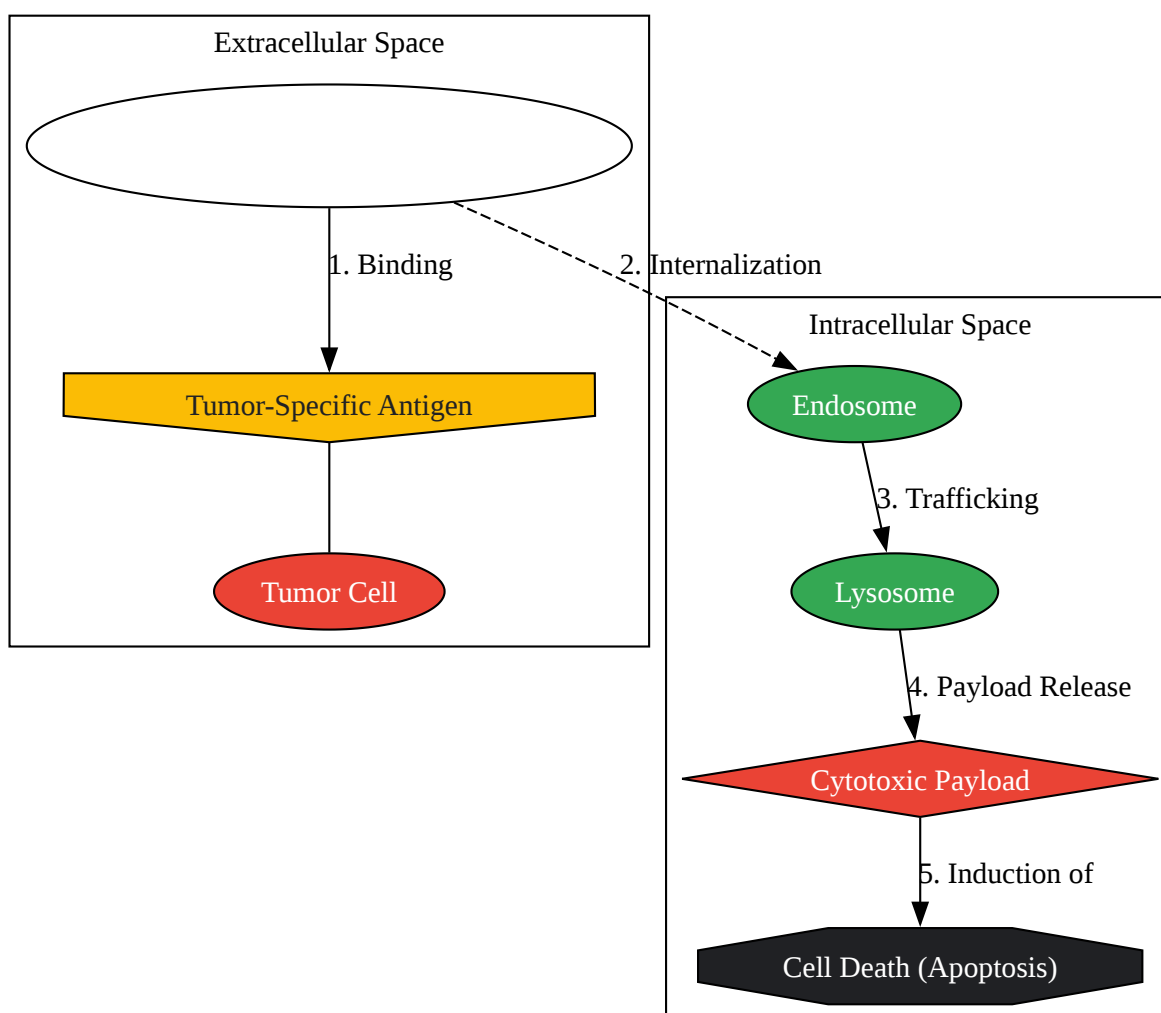 Extracellular Space
1. Binding
2. Internalization
Tumor-Specific Antigen
Tumor Cell
Intracellular Space
Endosome
3. Trafficking
Lysosome
4. Payload Release
Cytotoxic Payload
5. Induction of
Cell Death (Apoptosis)